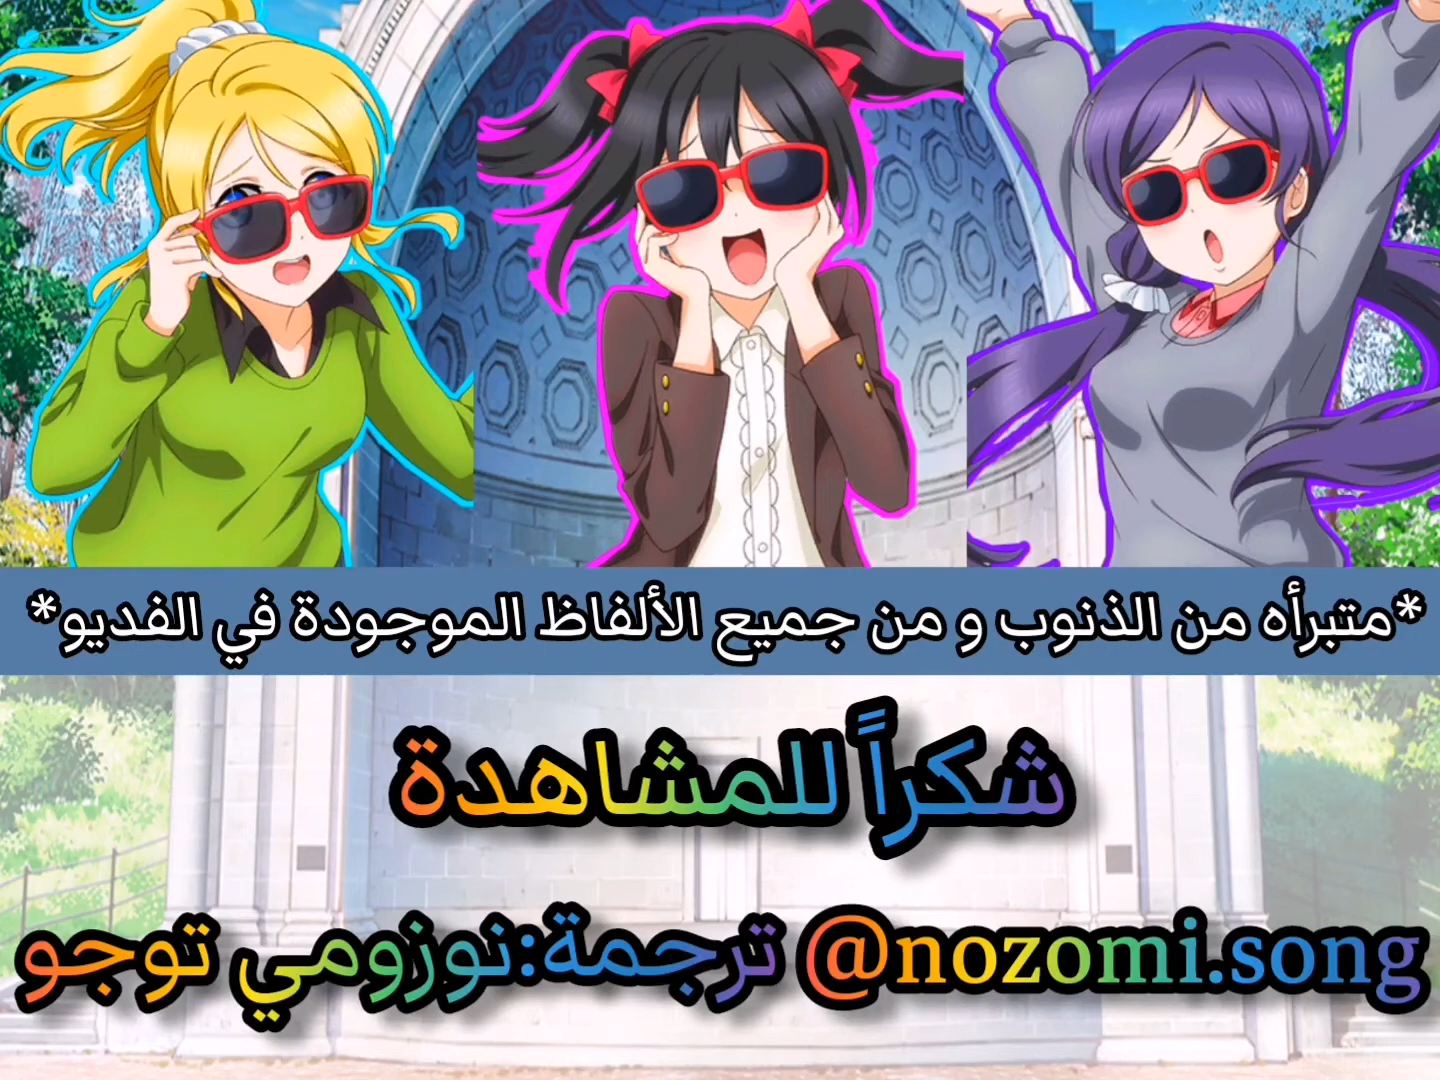 *متبرأه من الذنوب و من جميع الألفاظ الموجودة في الفديو*
شكراً للمشاهدة
@nozomi.song ترجمة:نوزومي توجو